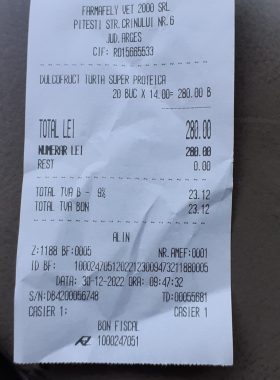 FARMAFELY VET 2000 SRL
PITESTI STR.CRINULUI NR.6
JUD.ARGES
CIF: RO15665533
DULCOFRUCT TURTA SUPER PROTEICA
20 BUC X 14.00= 280.00 B
TOTAL LEI 280.00
NUMERAR LEI 280.00
REST 0.00
TOTAL TVA B - 9% 23.12
TOTAL TVA BON 23.12
ALIN
Z:1188 BF:0005 NR.AMEF:0001
ID BF: 10002470512022123009473211880005
DATA: 30-12-2022 ORA: 09:47:32
S/N:DB4200056748 TD:00055681
CASIER 1: CASIER 1
BON FISCAL
1000247051